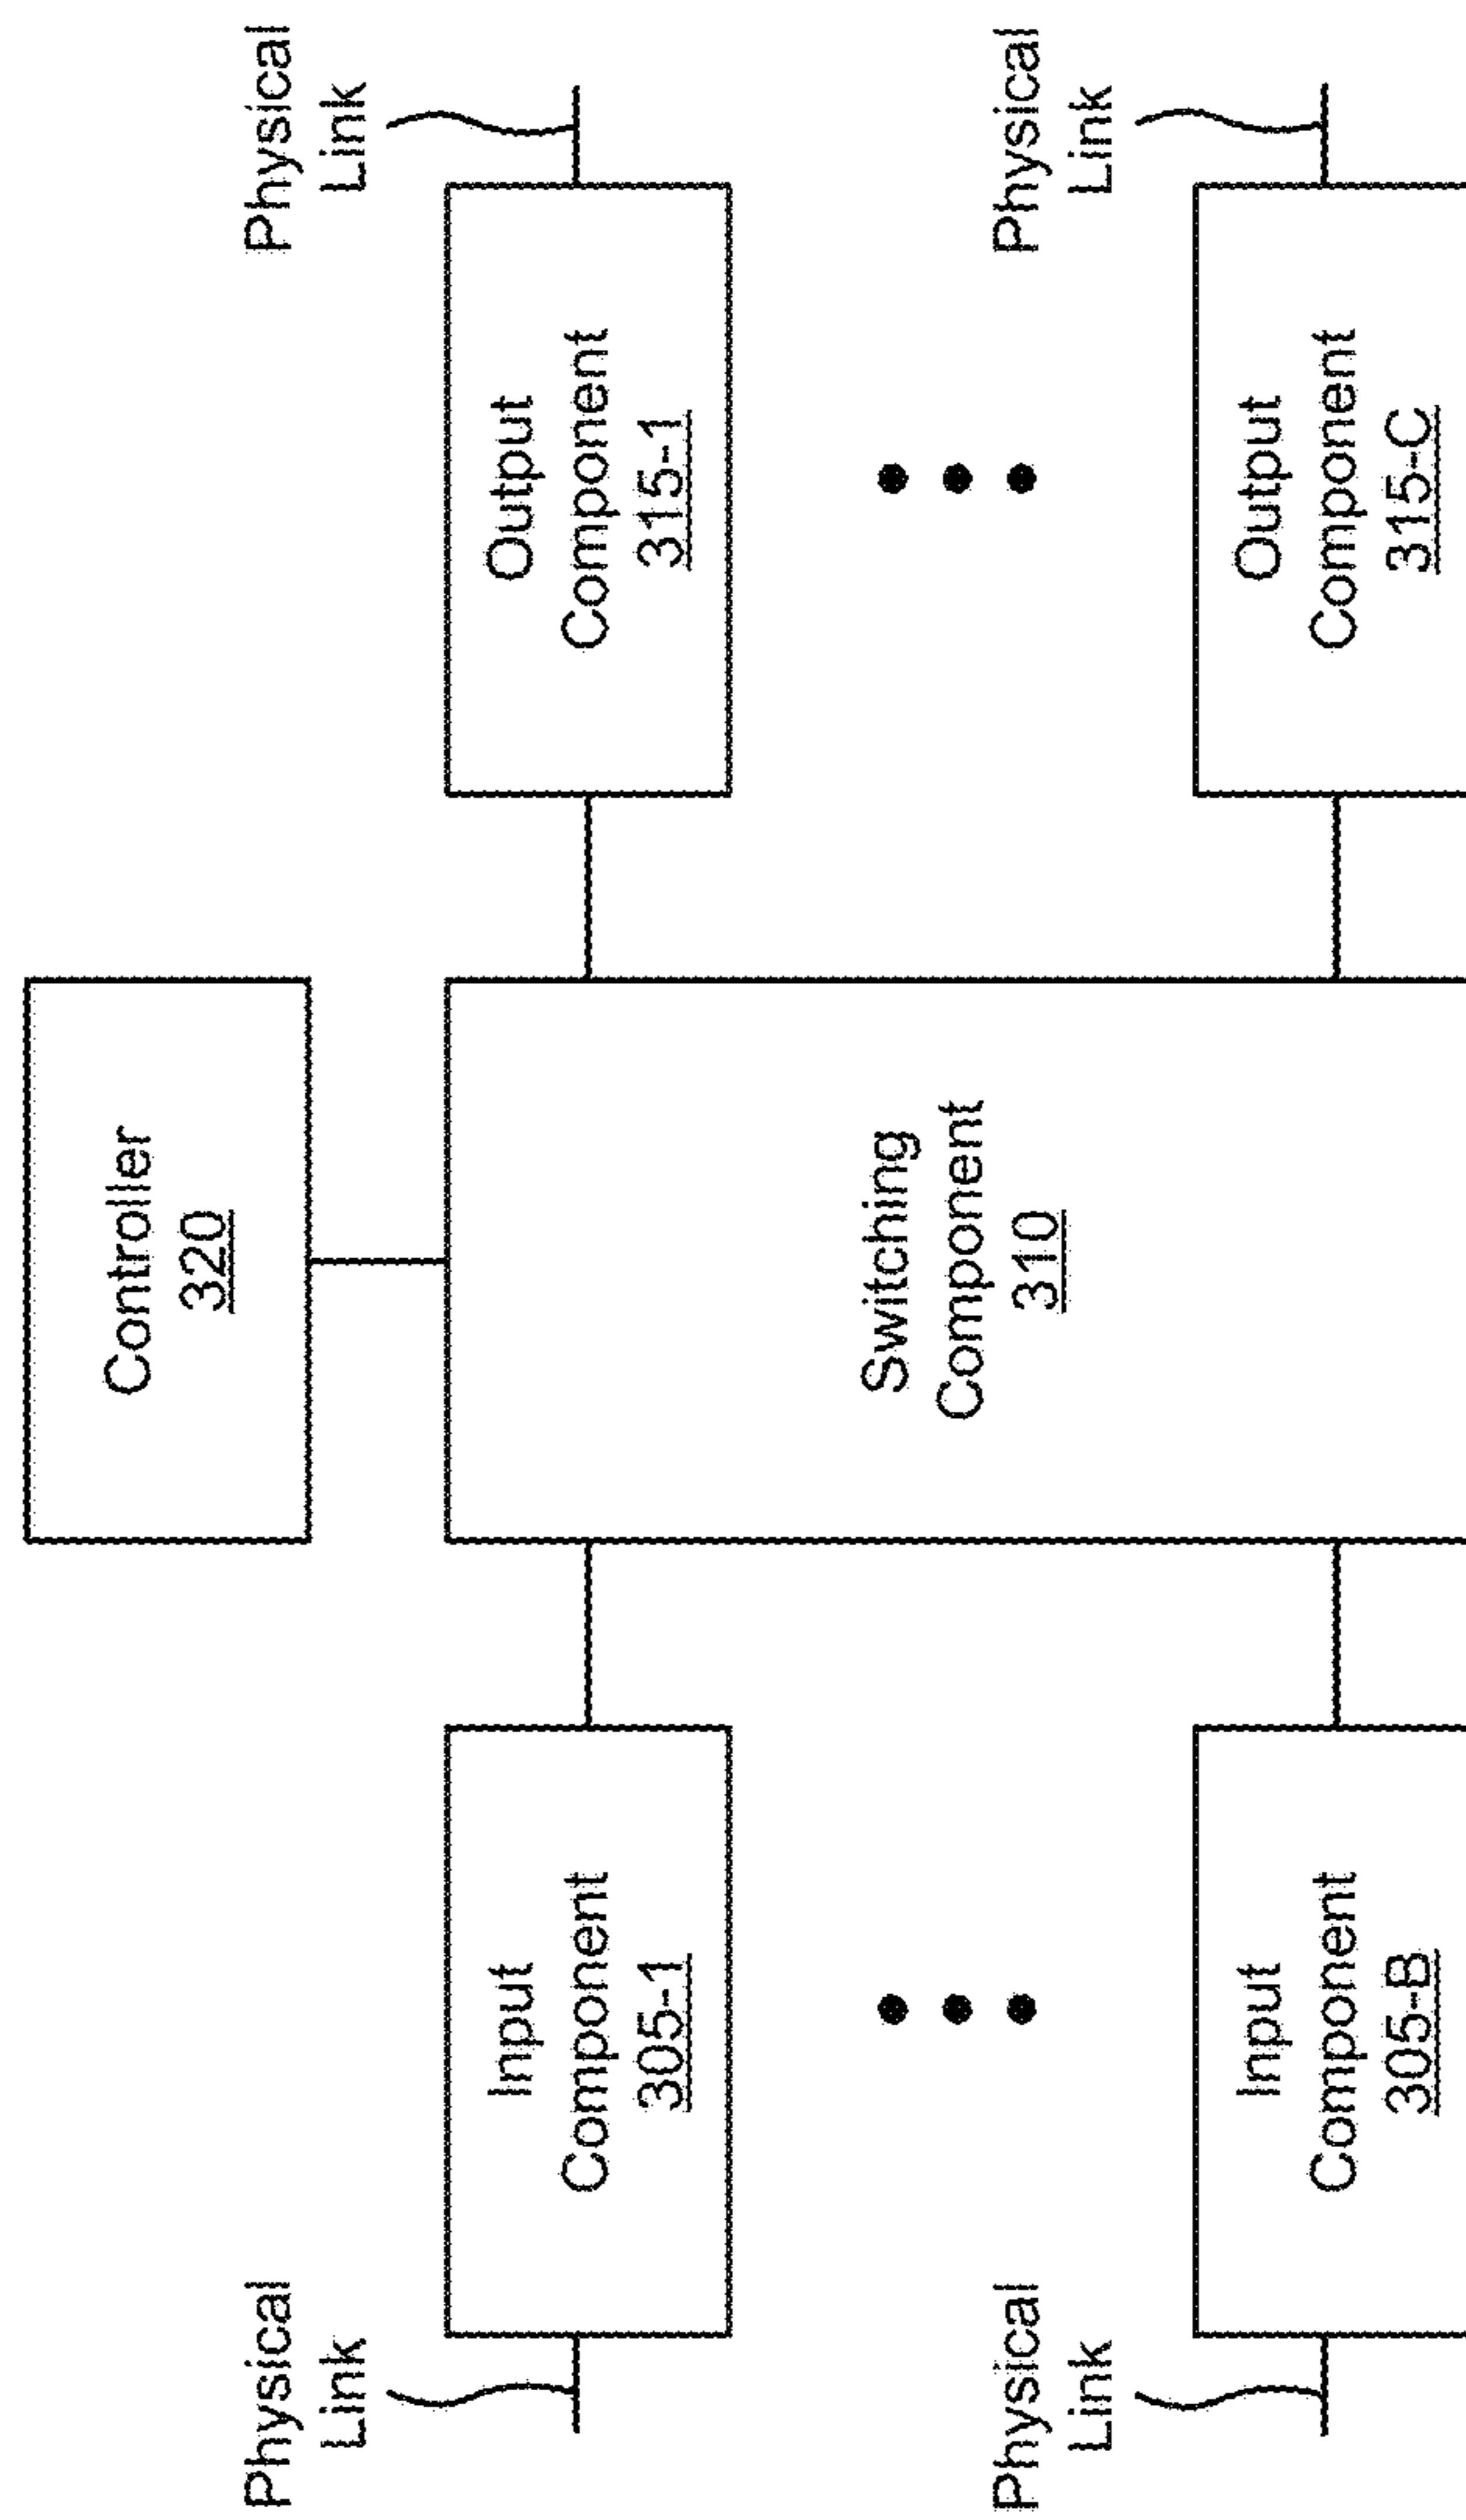 Controller
320
Physical
Link
Physical
Link
Input
Component
305-1
Output
Component
315-1
Switching
Component
310
Physical
Link
Physical
Link
Input
Component
305-B
Output
Component
315-C